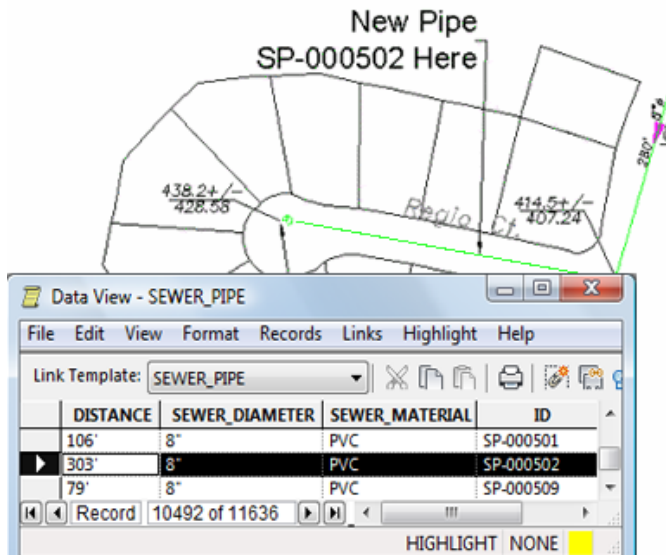 New Pipe
SP-000502 Here
8"ø
280'
438.2+/-
428.58
Regio Ct.
414.5+/-
407.24
Data View - SEWER_PIPE
File Edit View Format Records Links Highlight Help
Link Template: SEWER_PIPE
DISTANCE SEWER_DIAMETER SEWER_MATERIAL ID
106' 8" PVC SP-000501
303' 8" PVC SP-000502
79' 8" PVC SP-000509
Record 10492 of 11636
HIGHLIGHT NONE